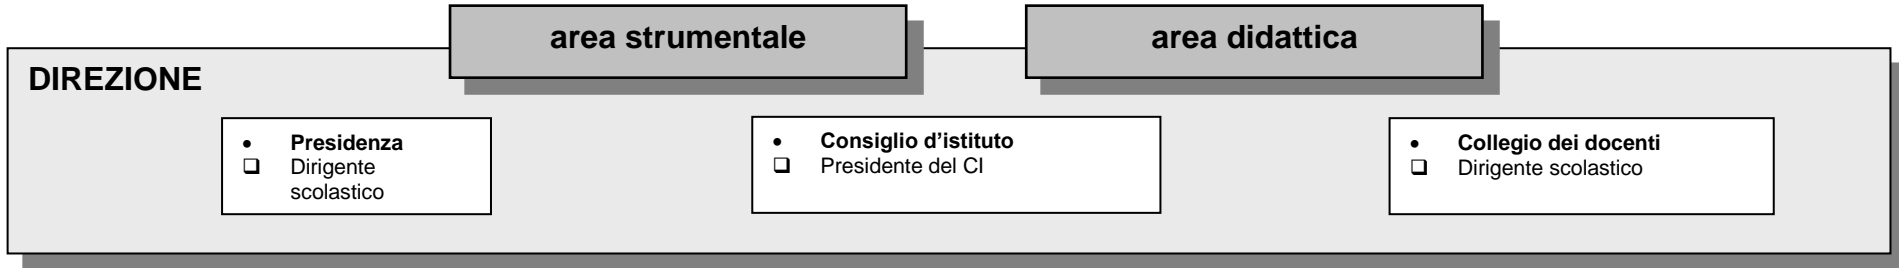 area strumentale
area didattica
DIREZIONE
• Presidenza
❑ Dirigente
scolastico
• Consiglio d’istituto
❑ Presidente del CI
• Collegio dei docenti
❑ Dirigente scolastico